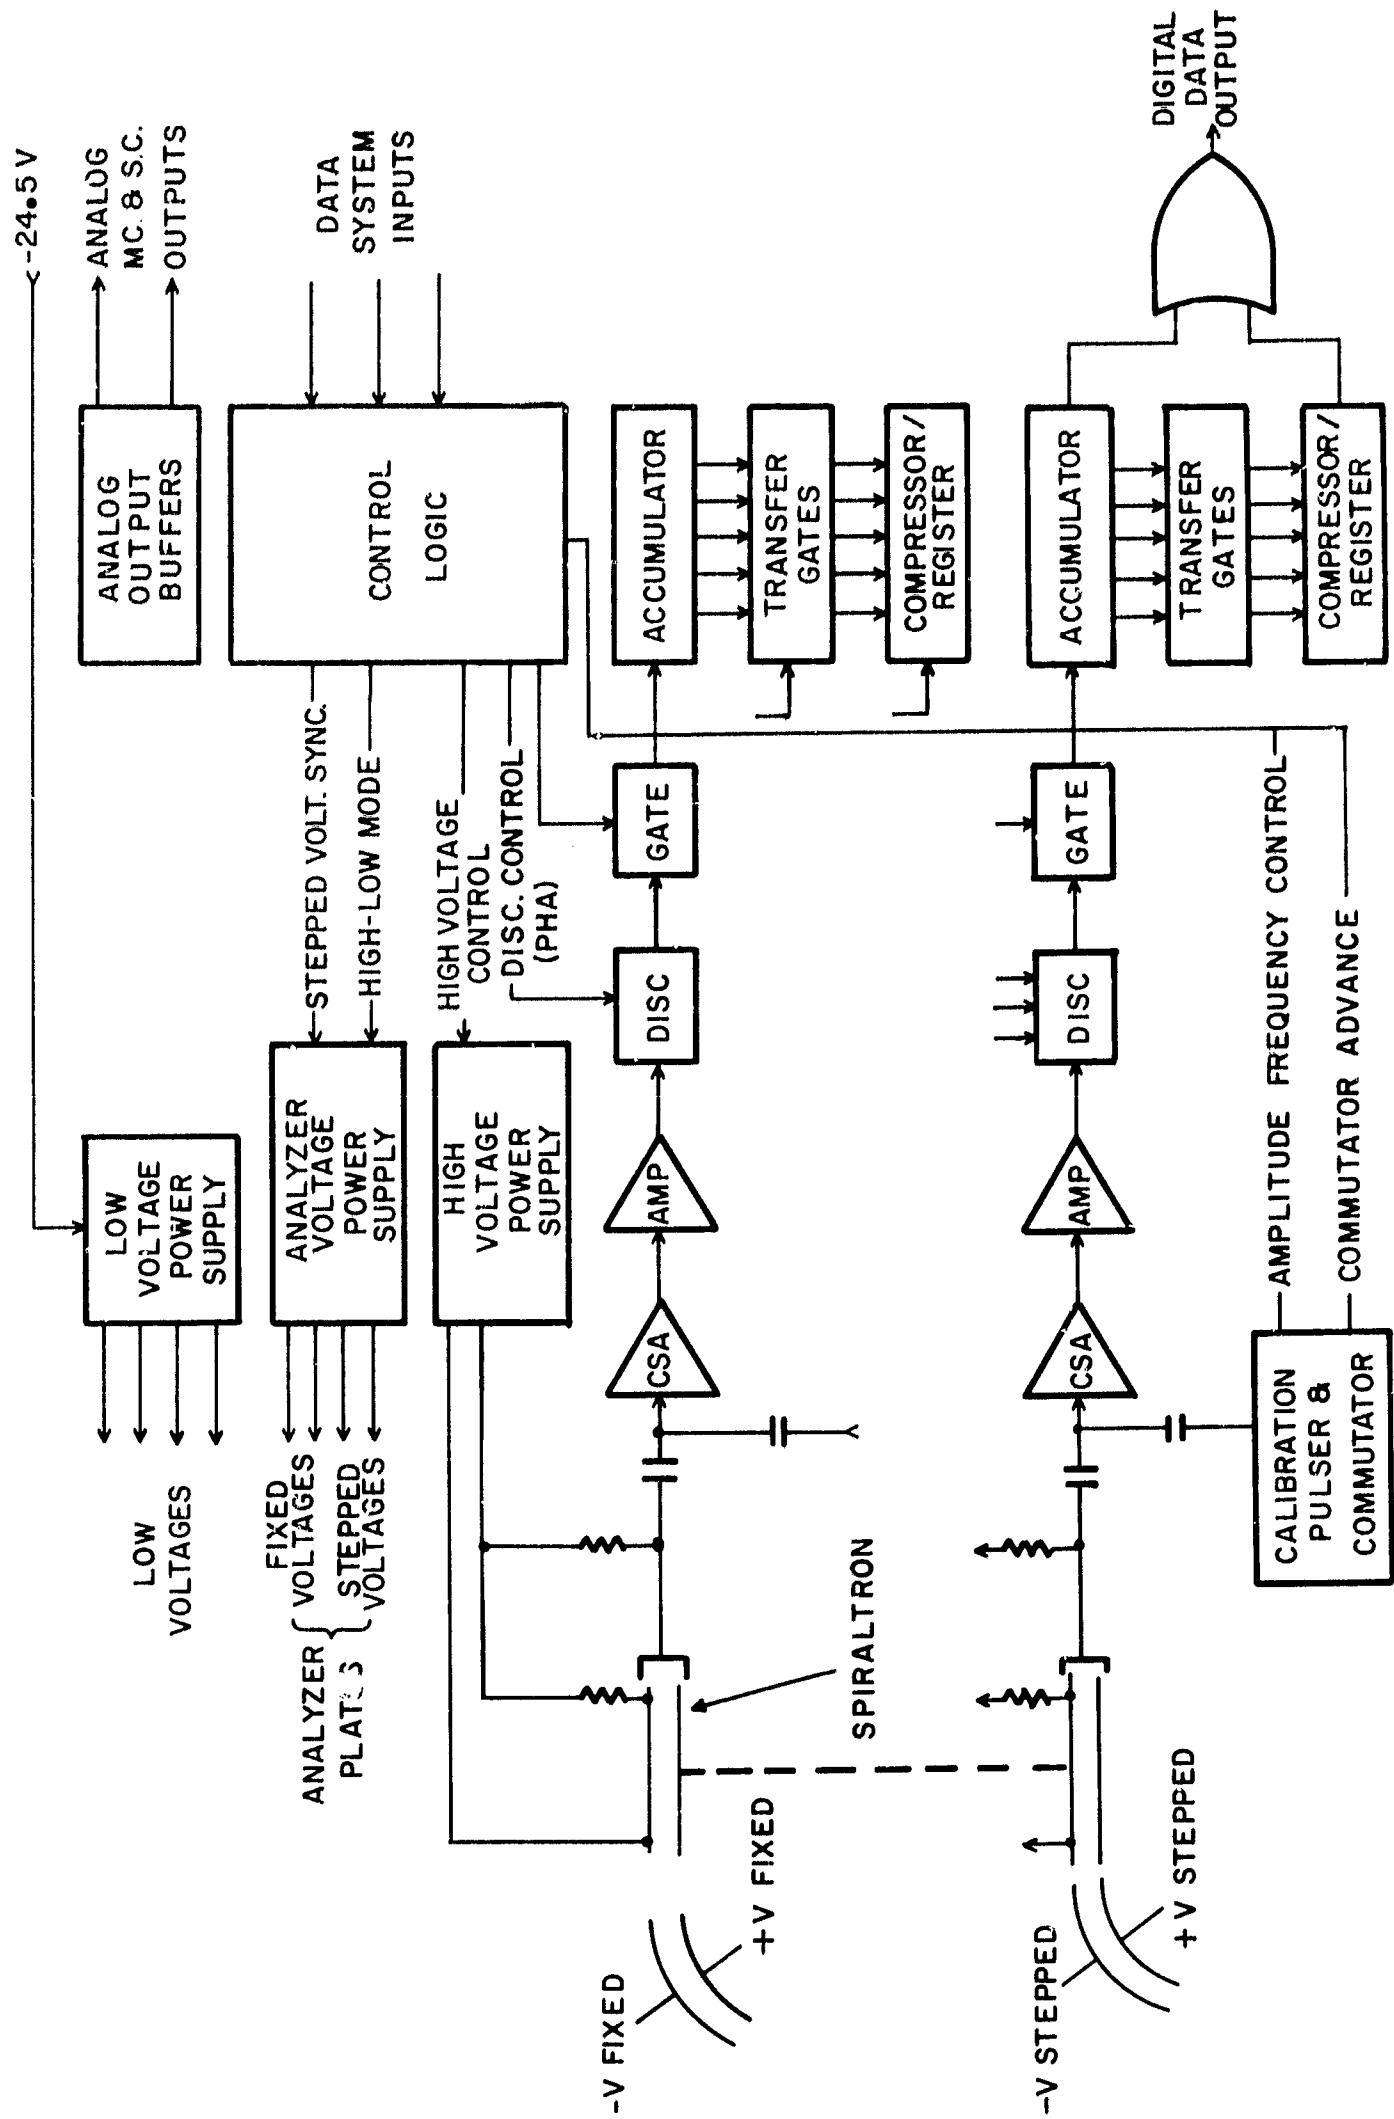 <-24.5 V
LOW
VOLTAGE
POWER
SUPPLY
LOW
VOLTAGES
ANALOG
OUTPUT
BUFFERS
ANALOG
MC. & S.C.
OUTPUTS
ANALYZER
VOLTAGE
POWER
SUPPLY
FIXED
VOLTAGES
STEPPED
VOLTAGES
ANALYZER
STEPPED VOLT. SYNC.
HIGH-LOW MODE
CONTROL
LOGIC
DATA
SYSTEM
INPUTS
HIGH
VOLTAGE
POWER
SUPPLY
HIGH VOLTAGE
CONTROL
DISC. CONTROL
(PHA)
-V FIXED
+V FIXED
SPIRALTRON
CSA
AMP
DISC
GATE
ACCUMULATOR
TRANSFER
GATES
COMPRESSOR/
REGISTER
-V STEPPED
+V STEPPED
CSA
AMP
DISC
GATE
ACCUMULATOR
TRANSFER
GATES
COMPRESSOR/
REGISTER
DIGITAL
DATA
OUTPUT
CALIBRATION
PULSER &
COMMUTATOR
AMPLITUDE FREQUENCY CONTROL
COMMUTATOR ADVANCE